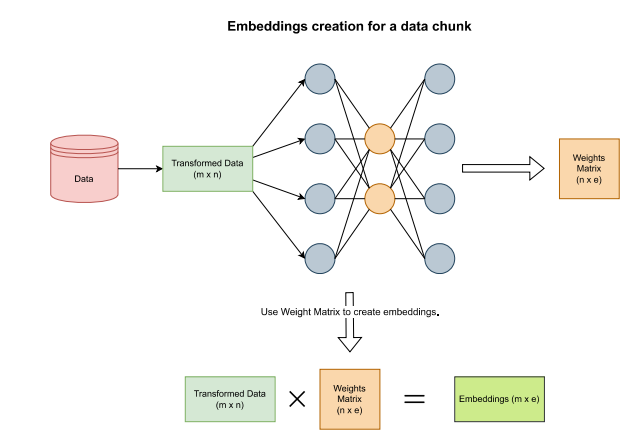 Embeddings creation for a data chunk
Data
Transformed Data
(m x n)
Weights
Matrix
(n x e)
Use Weight Matrix to create embeddings.
Transformed Data
(m x n)
×
Weights
Matrix
(n x e)
=
Embeddings (m x e)